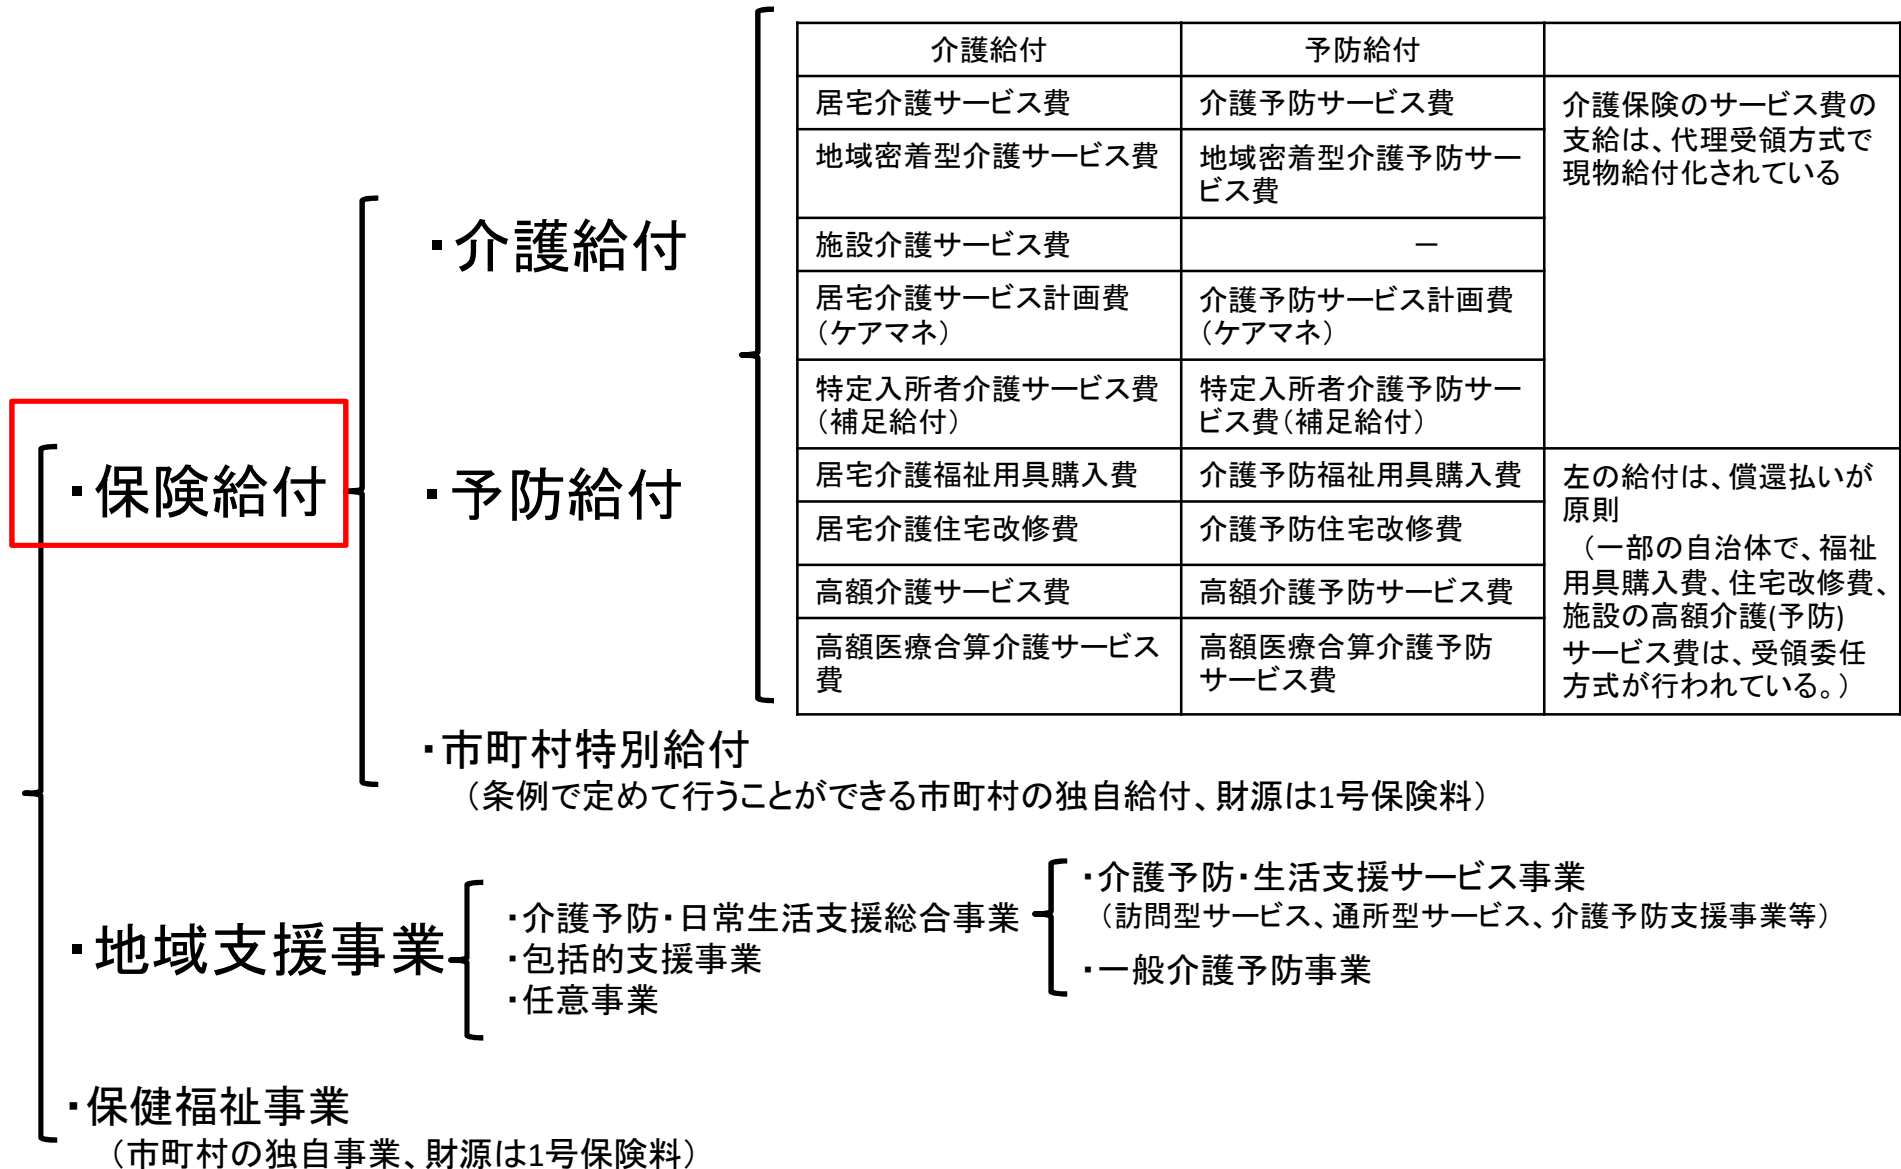 介護給付 予防給付
居宅介護サービス費 介護予防サービス費
地域密着型介護サービス費 地域密着型介護予防サー
ビス費
施設介護サービス費 －
居宅介護サービス計画費 介護予防サービス計画費
（ケアマネ） （ケアマネ）
特定入所者介護サービス費 特定入所者介護予防サー
（補足給付） ビス費（補足給付）
介護保険のサービス費の
支給は、代理受領方式で
現物給付化されている
居宅介護福祉用具購入費 介護予防福祉用具購入費
居宅介護住宅改修費 介護予防住宅改修費
高額介護サービス費 高額介護予防サービス費
高額医療合算介護サービス 高額医療合算介護予防
費 サービス費
左の給付は、償還払いが
原則
（一部の自治体で、福祉
用具購入費、住宅改修費、
施設の高額介護(予防)
サービス費は、受領委任
方式が行われている。）
・介護給付
・保険給付
・予防給付
・市町村特別給付
（条例で定めて行うことができる市町村の独自給付、財源は1号保険料）
・地域支援事業
・介護予防・日常生活支援総合事業
・包括的支援事業
・任意事業
・介護予防・生活支援サービス事業
（訪問型サービス、通所型サービス、介護予防支援事業等）
・一般介護予防事業
・保健福祉事業
（市町村の独自事業、財源は1号保険料）